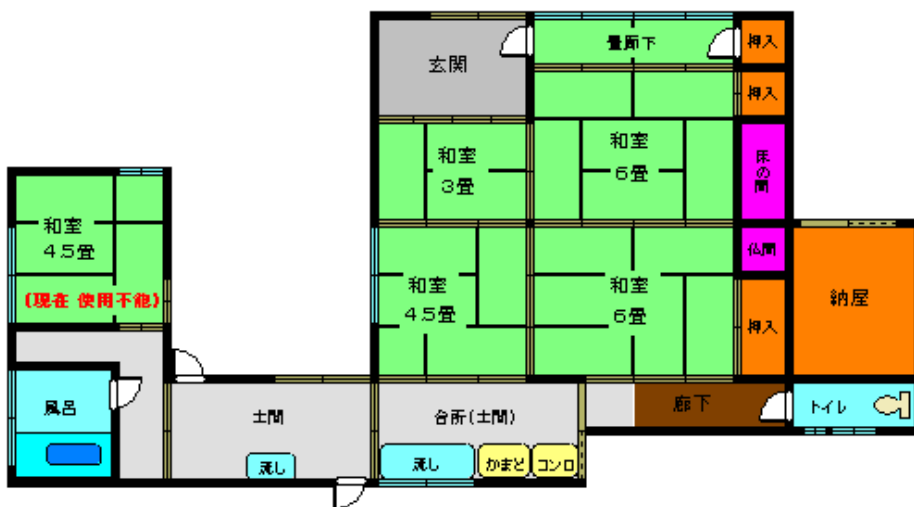 畳廊下
押入
玄関
押入
和室
3畳
和室
6畳
床の間
和室
4.5畳
(現在 使用不能)
仏間
和室
4.5畳
和室
6畳
押入
納屋
風呂
土間
台所(土間)
廊下
トイレ
流し
流し
かまど
コンロ